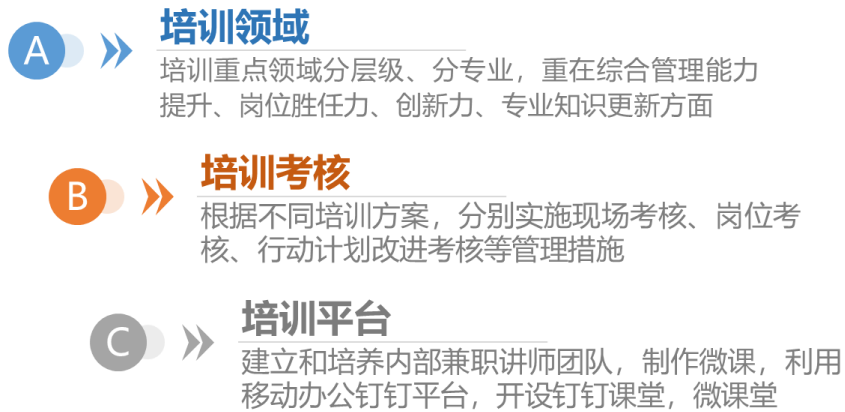 A
培训领域
培训重点领域分层级、分专业，重在综合管理能力
提升、岗位胜任力、创新力、专业知识更新方面
B
培训考核
根据不同培训方案，分别实施现场考核、岗位考
核、行动计划改进考核等管理措施
C
培训平台
建立和培养内部兼职讲师团队，制作微课，利用
移动办公钉钉平台，开设钉钉课堂，微课堂